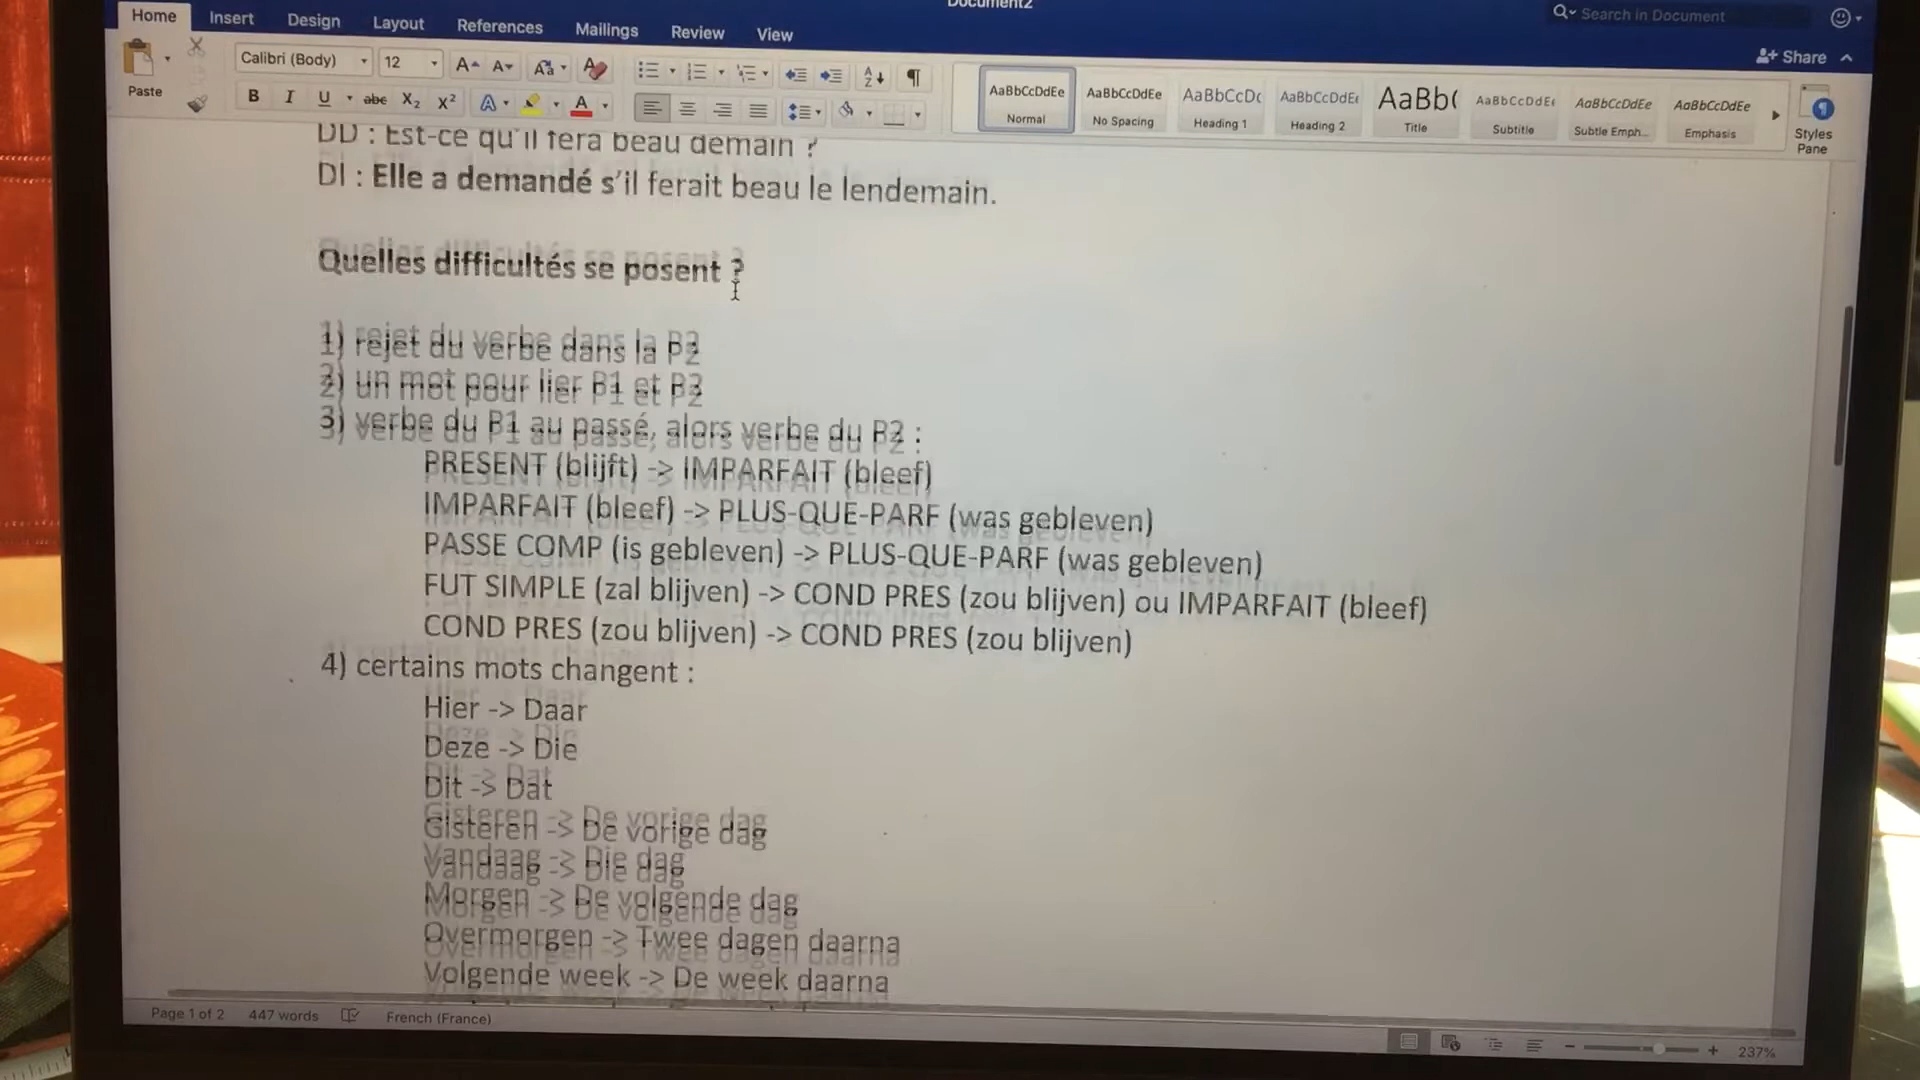 Document2
Home Insert Design Layout References Mailings Review View
Search in Document
Share
Paste
Calibri (Body) 12
AaBbCcDdEe AaBbCcDdEe AaBbCcDc AaBbCcDdEe AaBb( AaBbCcDdEe AaBbCcDdEe AaBbCcDdEe
Normal No Spacing Heading 1 Heading 2 Title Subtitle Subtle Emph... Emphasis
Styles Pane
DD : Est-ce qu'il fera beau demain ?
DI : Elle a demandé s'il ferait beau le lendemain.
Quelles difficultés se posent ?
1) rejet du verbe dans la P2
2) un mot pour lier P1 et P2
3) verbe du P1 au passé, alors verbe du P2 :
PRESENT (blijft) -> IMPARFAIT (bleef)
IMPARFAIT (bleef) -> PLUS-QUE-PARF (was gebleven)
PASSE COMP (is gebleven) -> PLUS-QUE-PARF (was gebleven)
FUT SIMPLE (zal blijven) -> COND PRES (zou blijven) ou IMPARFAIT (bleef)
COND PRES (zou blijven) -> COND PRES (zou blijven)
4) certains mots changent :
Hier -> Daar
Deze -> Die
Dit -> Dat
Gisteren -> De vorige dag
Vandaag -> Die dag
Morgen -> De volgende dag
Overmorgen -> Twee dagen daarna
Volgende week -> De week daarna
Page 1 of 2 447 words French (France)
237%